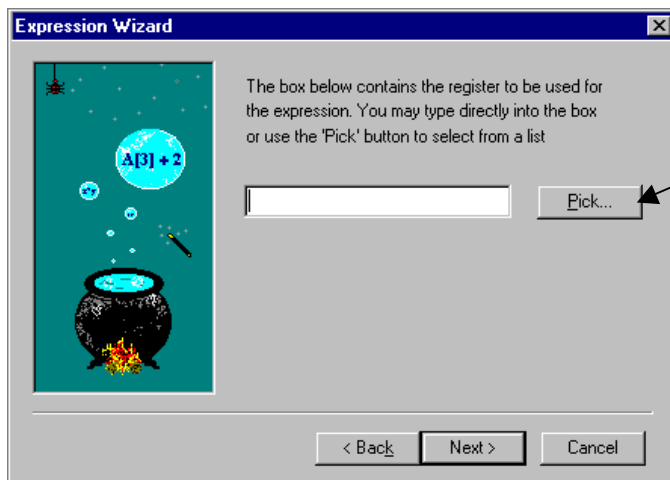 Expression Wizard
The box below contains the register to be used for
the expression. You may type directly into the box
or use the 'Pick' button to select from a list
A[3] + 2
Pick...
< Back
Next >
Cancel